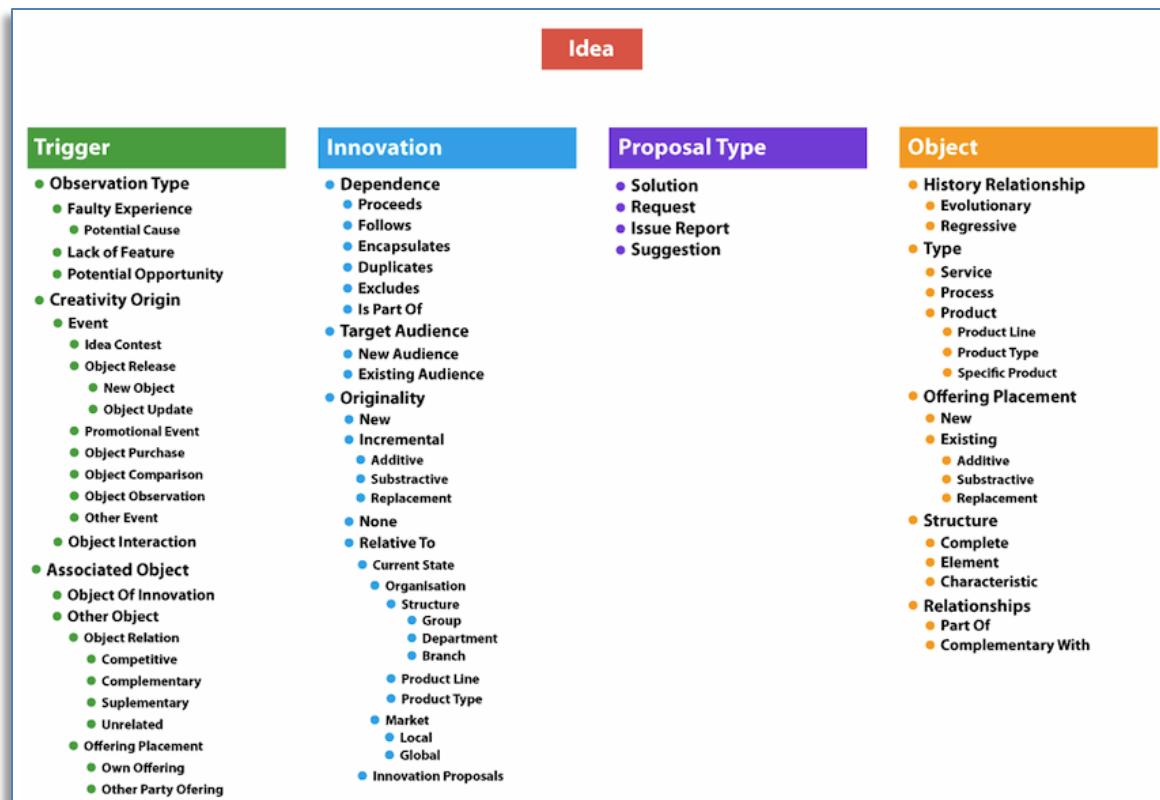 Idea
Trigger
Observation Type
Faulty Experience
Potential Cause
Lack of Feature
Potential Opportunity
Creativity Origin
Event
Idea Contest
Object Release
New Object
Object Update
Promotional Event
Object Purchase
Object Comparison
Object Observation
Other Event
Object Interaction
Associated Object
Object Of Innovation
Other Object
Object Relation
Competitive
Complementary
Suplementary
Unrelated
Offering Placement
Own Offering
Other Party Ofering
Innovation
Dependence
Proceeds
Follows
Encapsulates
Duplicates
Excludes
Is Part Of
Target Audience
New Audience
Existing Audience
Originality
New
Incremental
Additive
Substractive
Replacement
None
Relative To
Current State
Organisation
Structure
Group
Department
Branch
Product Line
Product Type
Market
Local
Global
Innovation Proposals
Proposal Type
Solution
Request
Issue Report
Suggestion
Object
History Relationship
Evolutionary
Regressive
Type
Service
Process
Product
Product Line
Product Type
Specific Product
Offering Placement
New
Existing
Additive
Substractive
Replacement
Structure
Complete
Element
Characteristic
Relationships
Part Of
Complementary With